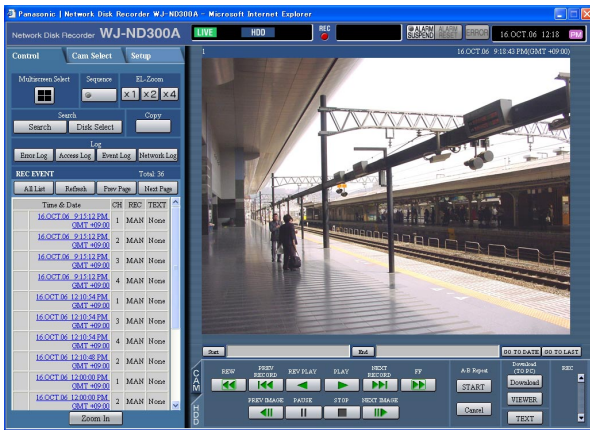 Panasonic | Network Disk Recorder WJ-ND300A - Microsoft Internet Explorer
Network Disk Recorder WJ-ND300A
LIVE HDD REC ALARM SUSPEND ALARM RESET ERROR 16.OCT.06 12:18 PM
Control Cam Select Setup
1 16.OCT.06 9:18:43 PM(GMT +09:00)
Multiscreen Select Sequence EL-Zoom
x1 x2 x4
Search Copy
Search Disk Select
Log
Error Log Access Log Event Log Network Log
REC EVENT Total: 36
All List Refresh Prev Page Next Page
Time & Date CH REC TEXT
16.OCT.06 9:15:12 PM GMT +09:00 1 MAN None
16.OCT.06 9:15:12 PM GMT +09:00 2 MAN None
16.OCT.06 9:15:12 PM GMT +09:00 3 MAN None
16.OCT.06 9:15:12 PM GMT +09:00 4 MAN None
16.OCT.06 12:10:54 PM GMT +09:00 1 MAN None
16.OCT.06 12:10:54 PM GMT +09:00 3 MAN None
16.OCT.06 12:10:54 PM GMT +09:00 4 MAN None
16.OCT.06 12:10:48 PM GMT +09:00 2 MAN None
16.OCT.06 12:00:00 PM GMT +09:00 1 MAN None
16.OCT.06 12:00:00 PM GMT +09:00 2 MAN None
Zoom In
Start End GO TO DATE GO TO LAST
CAM
HDD
REW PREV RECORD REV PLAY PLAY NEXT RECORD FF
PREV IMAGE PAUSE STOP NEXT IMAGE
A-B Repeat
START
Cancel
Download (TO PC)
Download
VIEWER
TEXT
REC